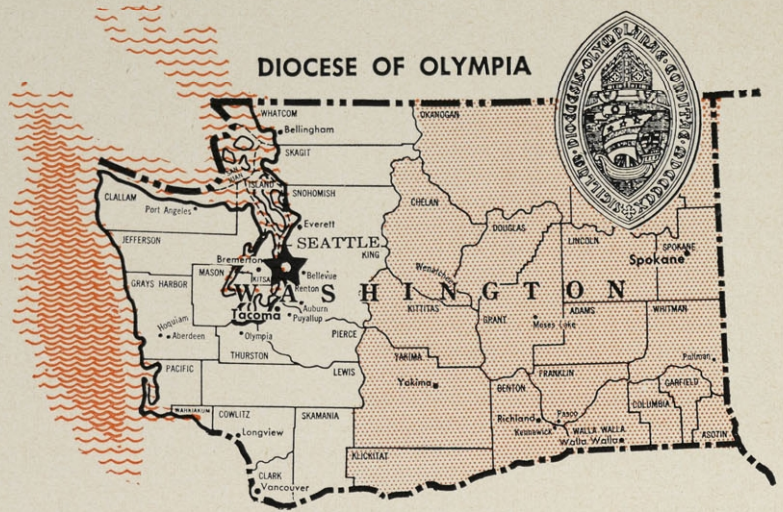 DIOCESE OF OLYMPIA
WHATCOM
Bellingham
OKANOGAN
SKAGIT
ISLAND
SNOHOMISH
CLALLAM
Port Angeles
CHELAN
JEFFERSON
Everett
DOUGLAS
SEATTLE
KING
LINCOLN
SPOKANE
Spokane
Bremerton
KITSAP
Bellevue
Wenatchee
MASON
GRAYS HARBOR
Renton
WASHINGTON
Tacoma
Auburn
Puyallup
KITTITAS
GRANT
Moses Lake
ADAMS
WHITMAN
Hoquiam
Aberdeen
Olympia
PIERCE
THURSTON
YAKIMA
Pullman
PACIFIC
LEWIS
Yakima
FRANKLIN
BENTON
GARFIELD
COLUMBIA
WAHKIAKUM
COWLITZ
SKAMANIA
Richland
Pasco
Kennewick
WALLA WALLA
Walla Walla
ASOTIN
Longview
KLICKITAT
CLARK
Vancouver